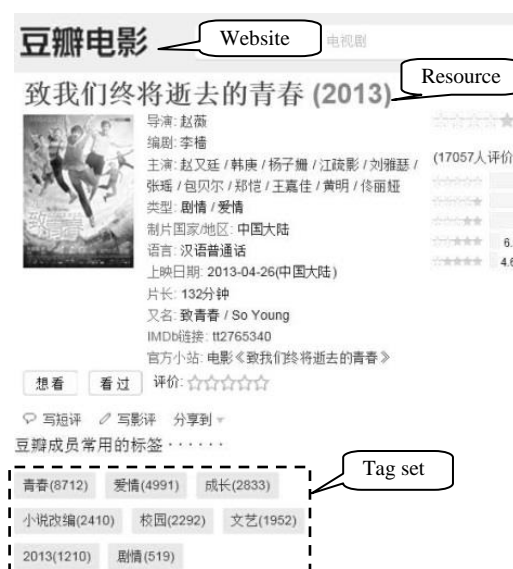 豆瓣电影
Website
电视剧
致我们终将逝去的青春 (2013)
Resource
导演: 赵薇
编剧: 李樯
主演: 赵又廷 / 韩庚 / 杨子姗 / 江疏影 / 刘雅瑟 /
张瑶 / 包贝尔 / 郑恺 / 王嘉佳 / 黄明 / 佟丽娅
类型: 剧情 / 爱情
制片国家/地区: 中国大陆
语言: 汉语普通话
上映日期: 2013-04-26(中国大陆)
片长: 132分钟
又名: 致青春 / So Young
IMDb链接: tt2765340
官方小站: 电影《致我们终将逝去的青春》
(17057人评价
6.
4.6
想看 看过 评价:
写短评 写影评 分享到
豆瓣成员常用的标签 · · · · · ·
Tag set
青春(8712) 爱情(4991) 成长(2833)
小说改编(2410) 校园(2292) 文艺(1952)
2013(1210) 剧情(519)